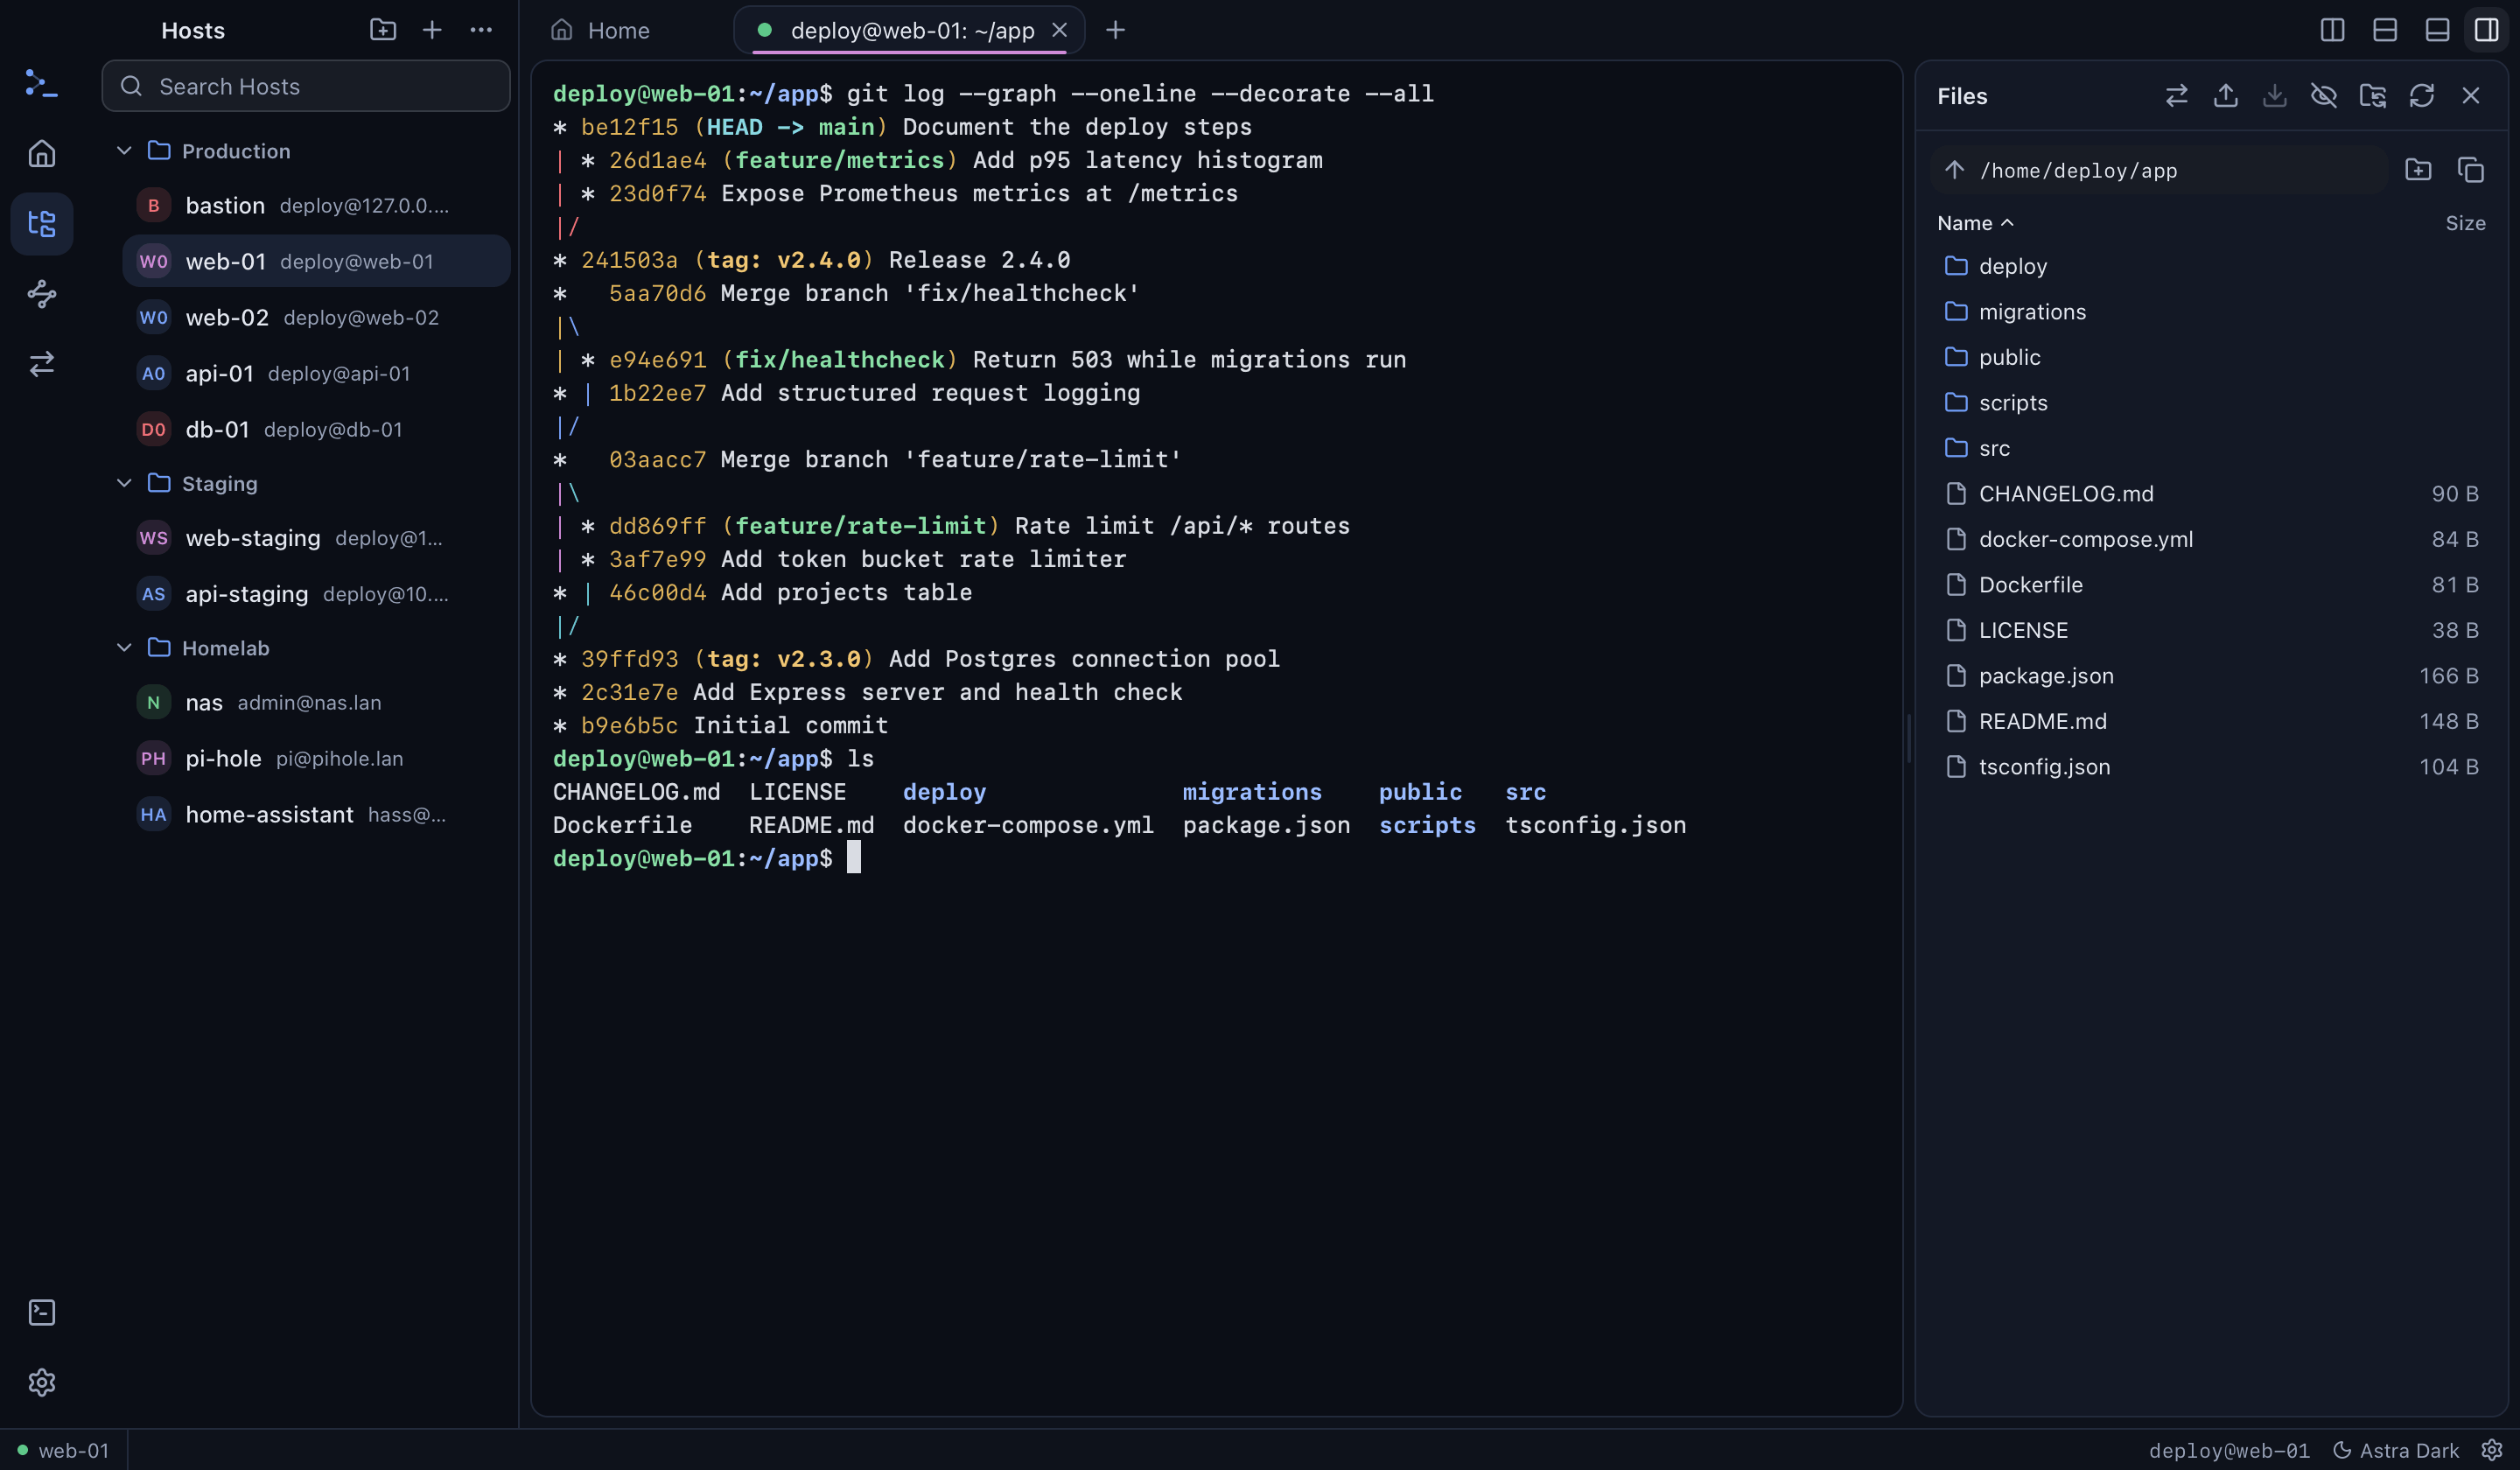 Hosts
Search Hosts
Production
B bastion deploy@127.0.0....
W0 web-01 deploy@web-01
W0 web-02 deploy@web-02
A0 api-01 deploy@api-01
D0 db-01 deploy@db-01
Staging
WS web-staging deploy@1...
AS api-staging deploy@10....
Homelab
N nas admin@nas.lan
PH pi-hole pi@pihole.lan
HA home-assistant hass@...
Home
deploy@web-01: ~/app
deploy@web-01:~/app$ git log --graph --oneline --decorate --all
* be12f15 (HEAD -> main) Document the deploy steps
| * 26d1ae4 (feature/metrics) Add p95 latency histogram
| * 23d0f74 Expose Prometheus metrics at /metrics
|/
* 241503a (tag: v2.4.0) Release 2.4.0
*   5aa70d6 Merge branch 'fix/healthcheck'
|\
| * e94e691 (fix/healthcheck) Return 503 while migrations run
* | 1b22ee7 Add structured request logging
|/
*   03aacc7 Merge branch 'feature/rate-limit'
|\
| * dd869ff (feature/rate-limit) Rate limit /api/* routes
| * 3af7e99 Add token bucket rate limiter
* | 46c00d4 Add projects table
|/
* 39ffd93 (tag: v2.3.0) Add Postgres connection pool
* 2c31e7e Add Express server and health check
* b9e6b5c Initial commit
deploy@web-01:~/app$ ls
CHANGELOG.md  LICENSE    deploy              migrations    public   src
Dockerfile    README.md  docker-compose.yml  package.json  scripts  tsconfig.json
deploy@web-01:~/app$
Files
/home/deploy/app
Name Size
deploy
migrations
public
scripts
src
CHANGELOG.md 90 B
docker-compose.yml 84 B
Dockerfile 81 B
LICENSE 38 B
package.json 166 B
README.md 148 B
tsconfig.json 104 B
web-01
deploy@web-01 Astra Dark